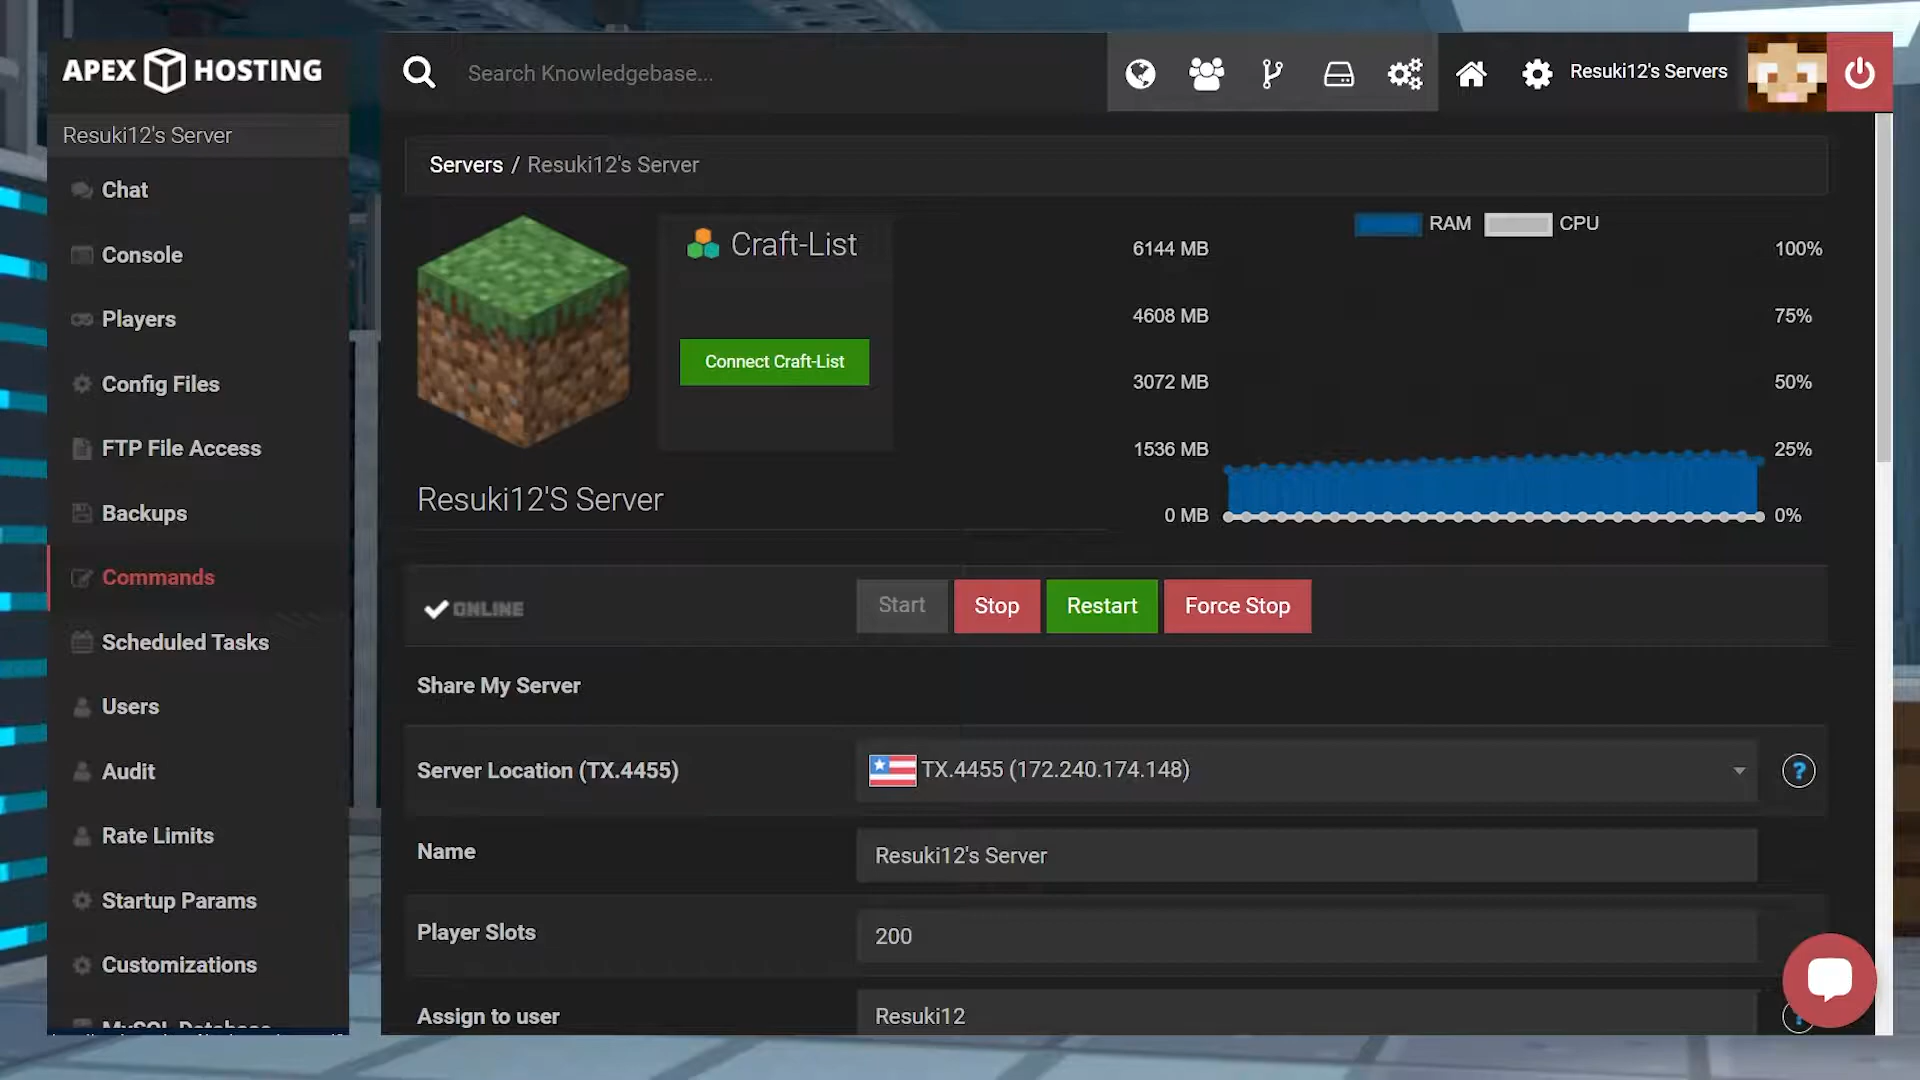 APEX HOSTING
Search Knowledgebase...
Resuki12's Servers
Resuki12's Server
Chat
Console
Players
Config Files
FTP File Access
Backups
Commands
Scheduled Tasks
Users
Audit
Rate Limits
Startup Params
Customizations
MySQL Database
Servers / Resuki12's Server
Craft-List
Connect Craft-List
Resuki12'S Server
RAM CPU
6144 MB 100%
4608 MB 75%
3072 MB 50%
1536 MB 25%
0 MB 0%
ONLINE
Start Stop Restart Force Stop
Share My Server
Server Location (TX.4455) TX.4455 (172.240.174.148) ?
Name Resuki12's Server
Player Slots 200
Assign to user Resuki12 ?